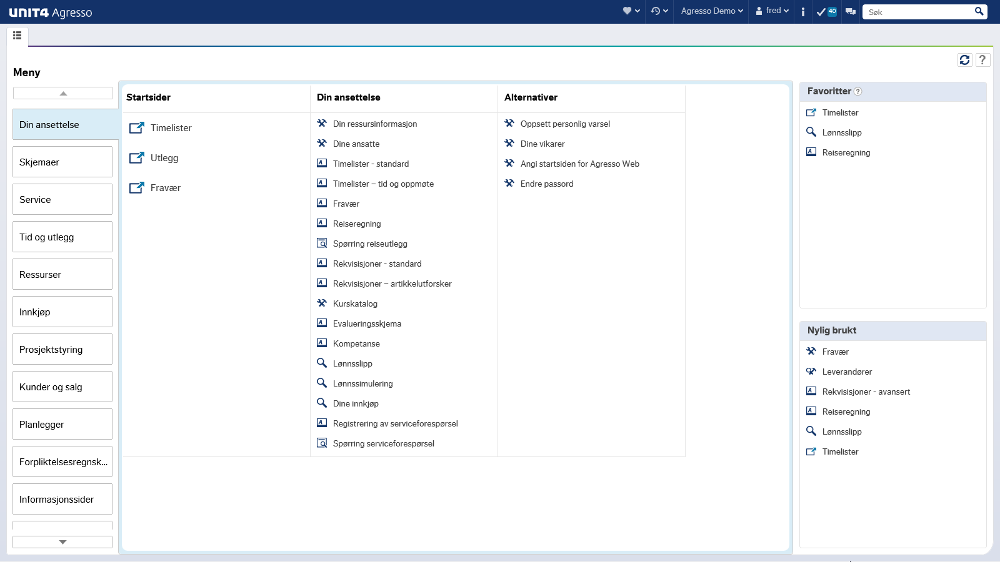 UNIT4 Agresso
Agresso Demo
fred
40
Søk
Meny
Din ansettelse
Skjemaer
Service
Tid og utlegg
Ressurser
Innkjøp
Prosjektstyring
Kunder og salg
Planlegger
Forpliktelsesregnsk...
Informasjonssider
Startsider
Timelister
Utlegg
Fravær
Din ansettelse
Din ressursinformasjon
Dine ansatte
Timelister - standard
Timelister – tid og oppmøte
Fravær
Reiseregning
Spørring reiseutlegg
Rekvisisjoner - standard
Rekvisisjoner – artikkelutforsker
Kurskatalog
Evalueringsskjema
Kompetanse
Lønnsslipp
Lønnssimulering
Dine innkjøp
Registrering av serviceforespørsel
Spørring serviceforespørsel
Alternativer
Oppsett personlig varsel
Dine vikarer
Angi startsiden for Agresso Web
Endre passord
?
Favoritter ?
Timelister
Lønnsslipp
Reiseregning
Nylig brukt
Fravær
Leverandører
Rekvisisjoner - avansert
Reiseregning
Lønnsslipp
Timelister